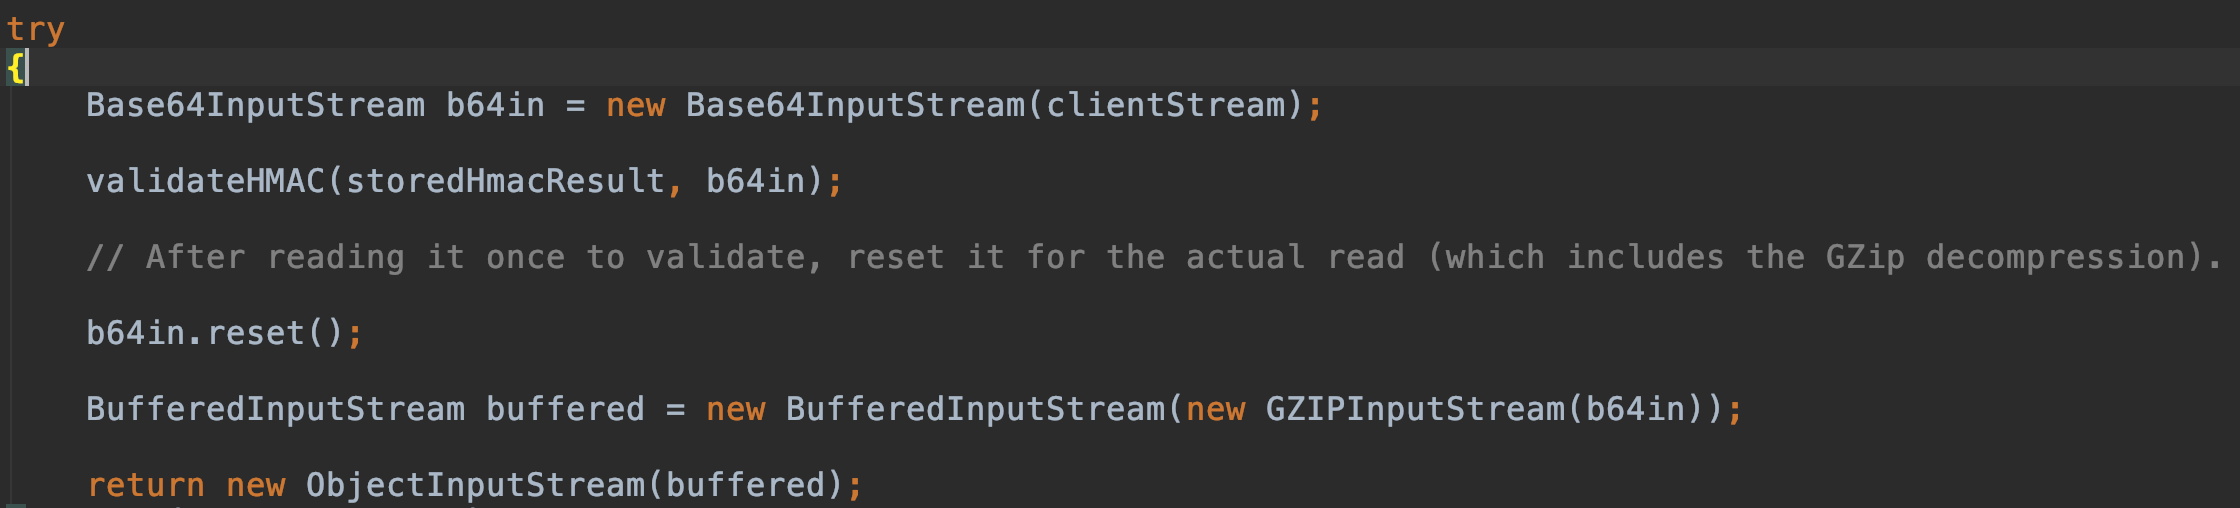 try
{
Base64InputStream b64in = new Base64InputStream(clientStream);
validateHMAC(storedHmacResult, b64in);
// After reading it once to validate, reset it for the actual read (which includes the GZip decompression).
b64in.reset();
BufferedInputStream buffered = new BufferedInputStream(new GZIPInputStream(b64in));
return new ObjectInputStream(buffered);